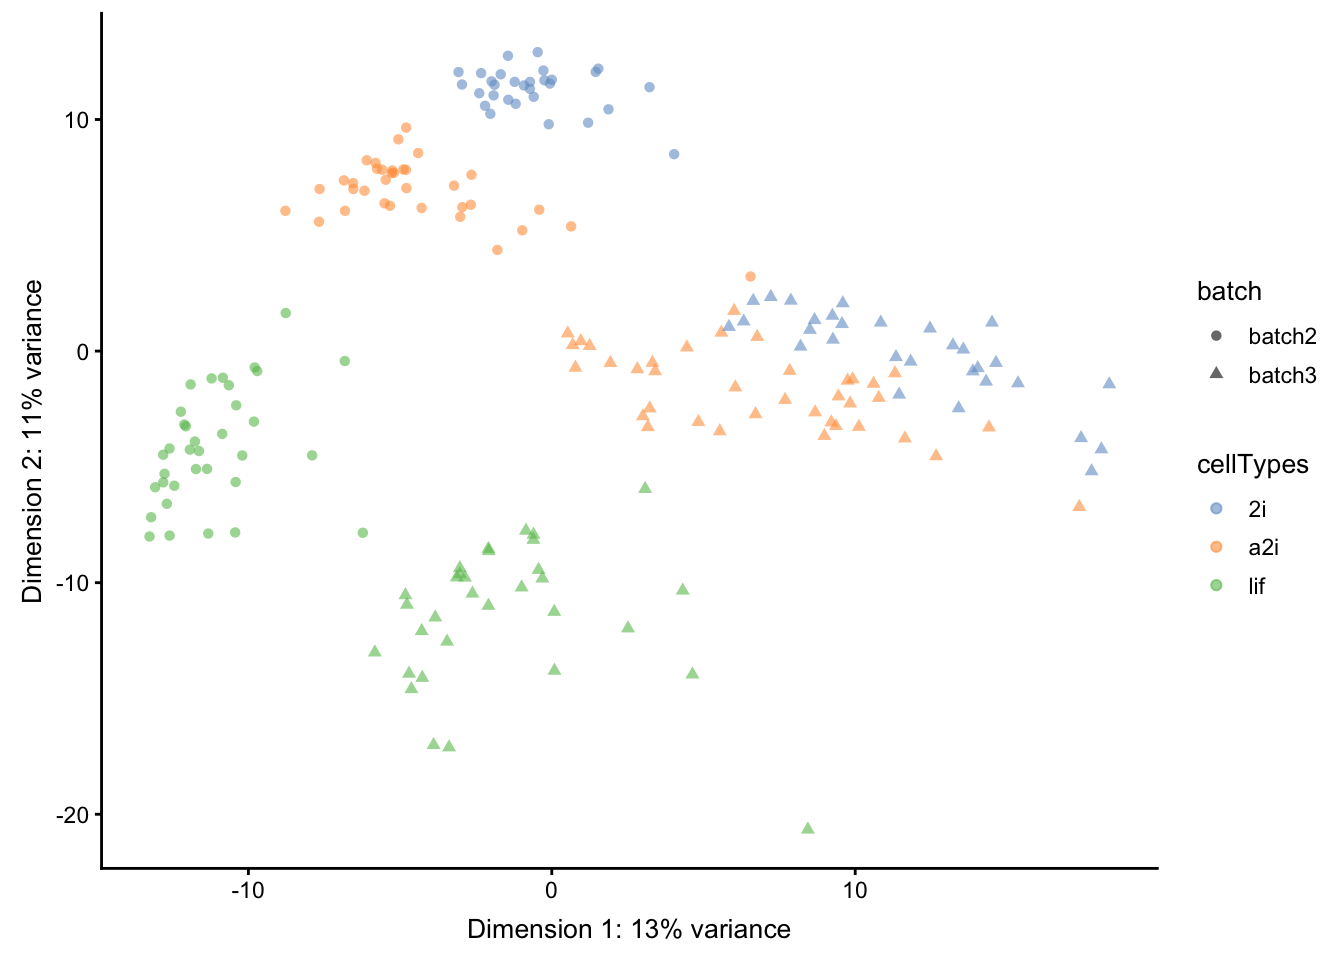 10
0
-10
-20
-10
0
10
Dimension 2: 11% variance
Dimension 1: 13% variance
batch
batch2
batch3
cellTypes
2i
a2i
lif